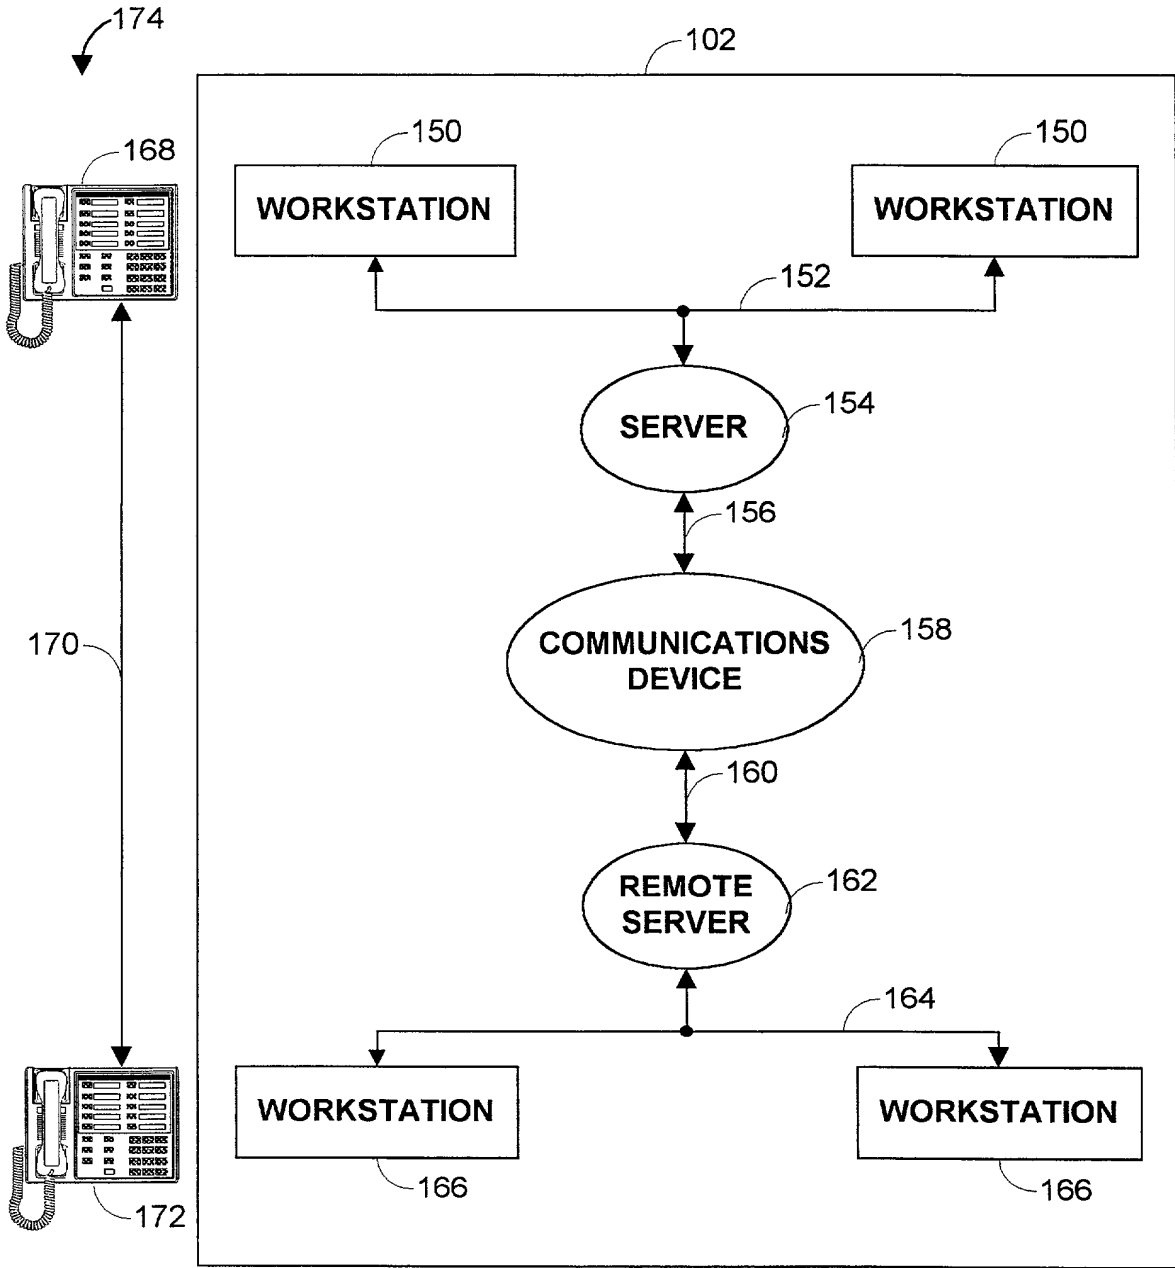 174
102
168
150
150
WORKSTATION
WORKSTATION
152
SERVER
154
156
COMMUNICATIONS
DEVICE
158
170
160
REMOTE
SERVER
162
164
WORKSTATION
WORKSTATION
166
166
172